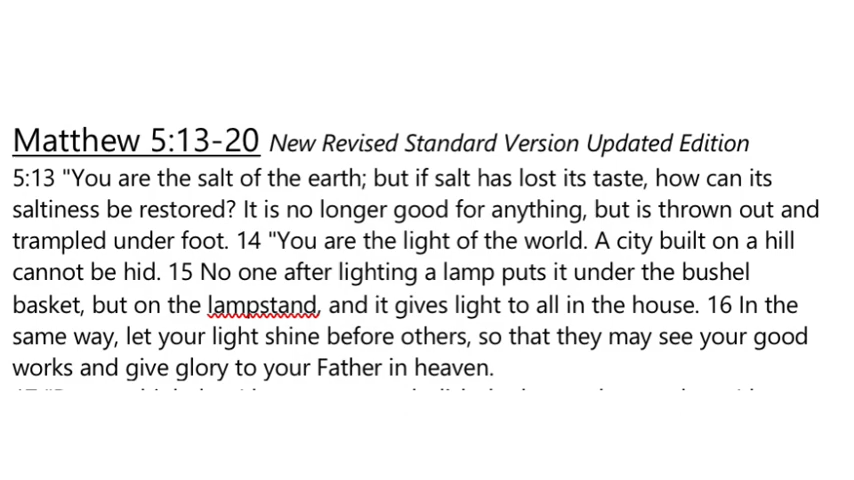 Matthew 5:13-20 New Revised Standard Version Updated Edition
5:13 "You are the salt of the earth; but if salt has lost its taste, how can its
saltiness be restored? It is no longer good for anything, but is thrown out and
trampled under foot. 14 "You are the light of the world. A city built on a hill
cannot be hid. 15 No one after lighting a lamp puts it under the bushel
basket, but on the lampstand, and it gives light to all in the house. 16 In the
same way, let your light shine before others, so that they may see your good
works and give glory to your Father in heaven.